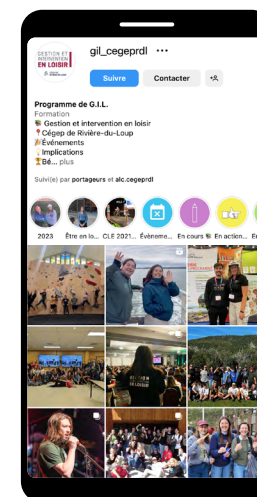 gil_cegeprdl ...
GESTION ET
INTERVENTION
EN LOISIR
Suivre Contacter
Programme de G.I.L.
Formation
Gestion et intervention en loisir
Cégep de Rivière-du-Loup
Événements
Implications
Bé... plus
Suivi(e) par portageurs et alc.cegeprdl
2023 Être en lo... CLE 2021... Évèneme... En cours En action...
GESTION
EN LOISIR